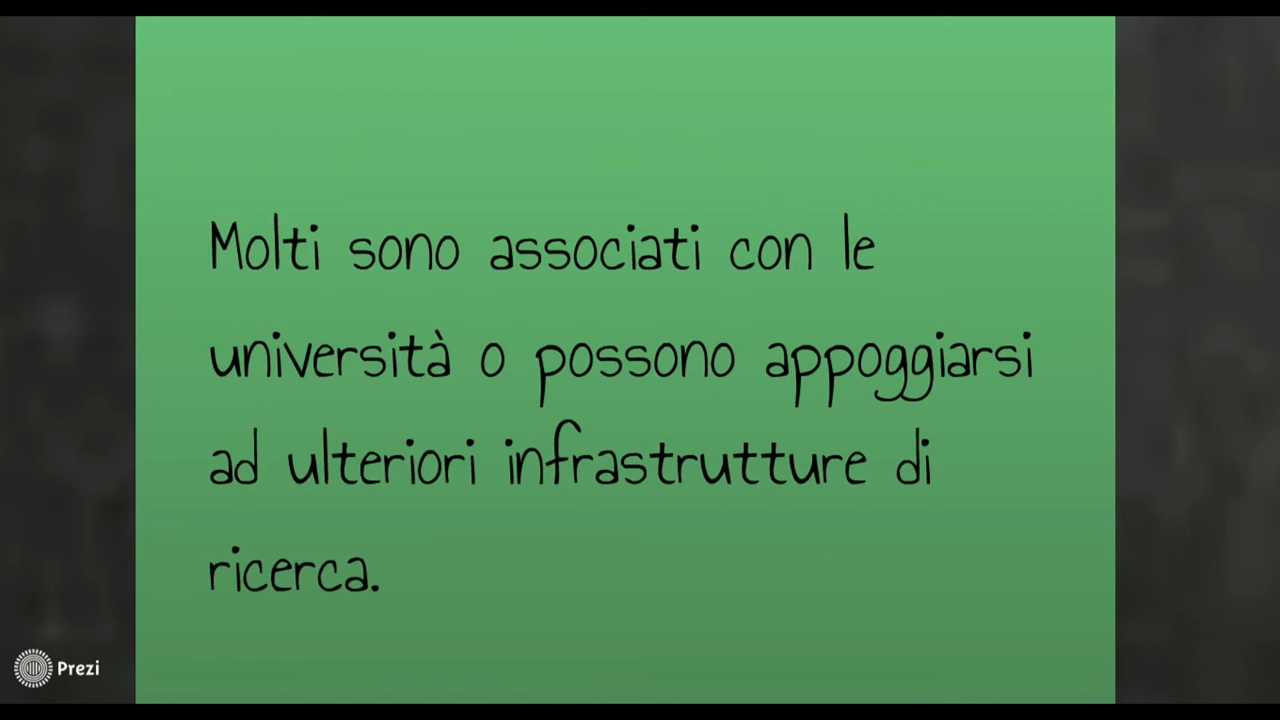 Molti sono associati con le
università o possono appoggiarsi
ad ulteriori infrastrutture di
ricerca.
Prezi